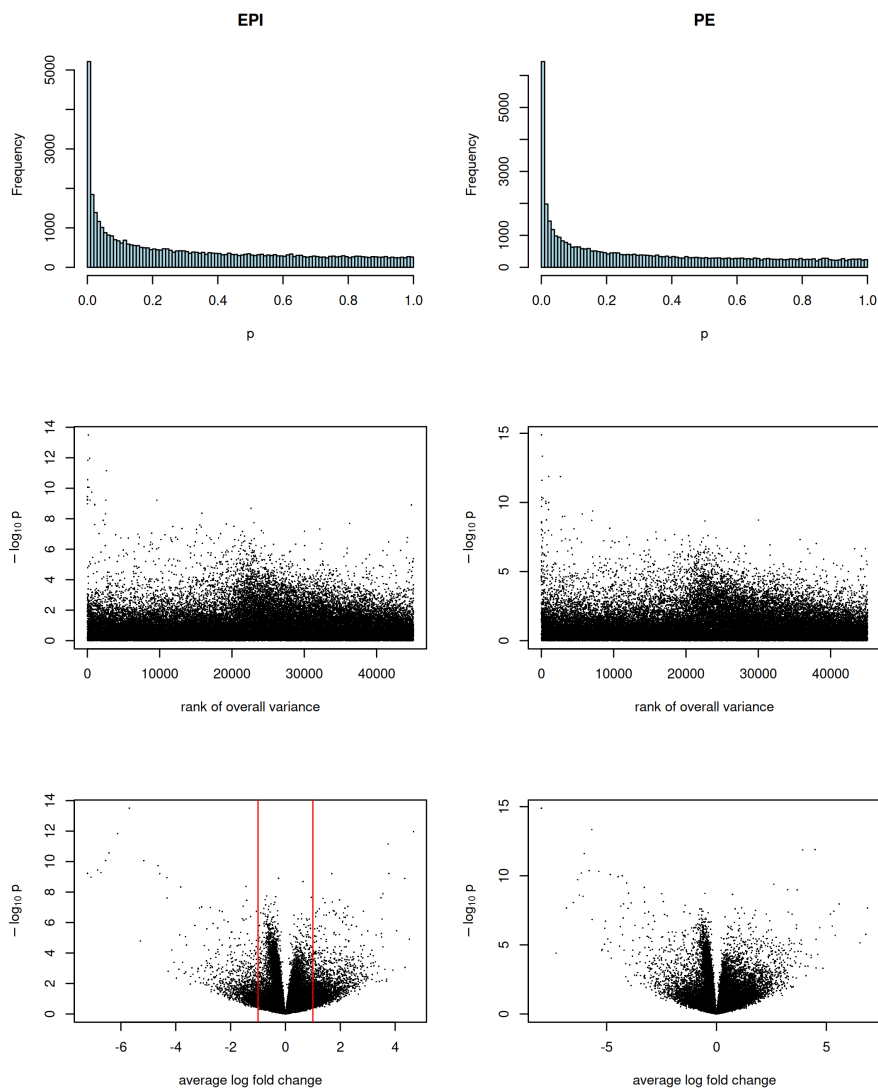 EPI
PE
Frequency
0 1000 3000 5000
0.0 0.2 0.4 0.6 0.8 1.0
p
Frequency
0 1000 3000 5000
0.0 0.2 0.4 0.6 0.8 1.0
p
− log10 p
0 2 4 6 8 10 12 14
0 10000 20000 30000 40000
rank of overall variance
− log10 p
0 5 10 15
0 10000 20000 30000 40000
rank of overall variance
− log10 p
0 2 4 6 8 10 12 14
-6 -4 -2 0 2 4
average log fold change
− log10 p
0 5 10 15
-5 0 5
average log fold change